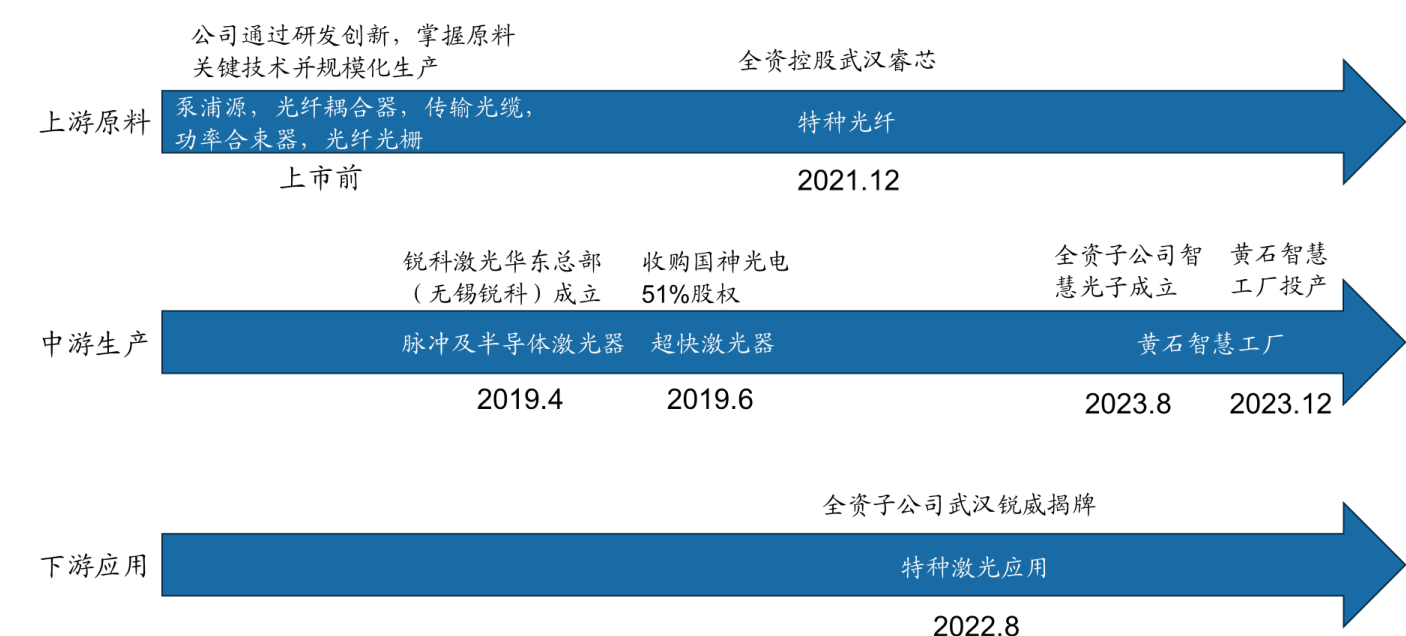 公司通过研发创新，掌握原料
关键技术并规模化生产
全资控股武汉睿芯
上游原料
泵浦源，光纤耦合器，传输光缆，
功率合束器，光纤光栅
特种光纤
上市前
2021.12
锐科激光华东总部
（无锡锐科）成立
收购国神光电
51%股权
全资子公司智
慧光子成立
黄石智慧
工厂投产
中游生产
脉冲及半导体激光器
超快激光器
黄石智慧工厂
2019.4
2019.6
2023.8
2023.12
全资子公司武汉锐威揭牌
下游应用
特种激光应用
2022.8